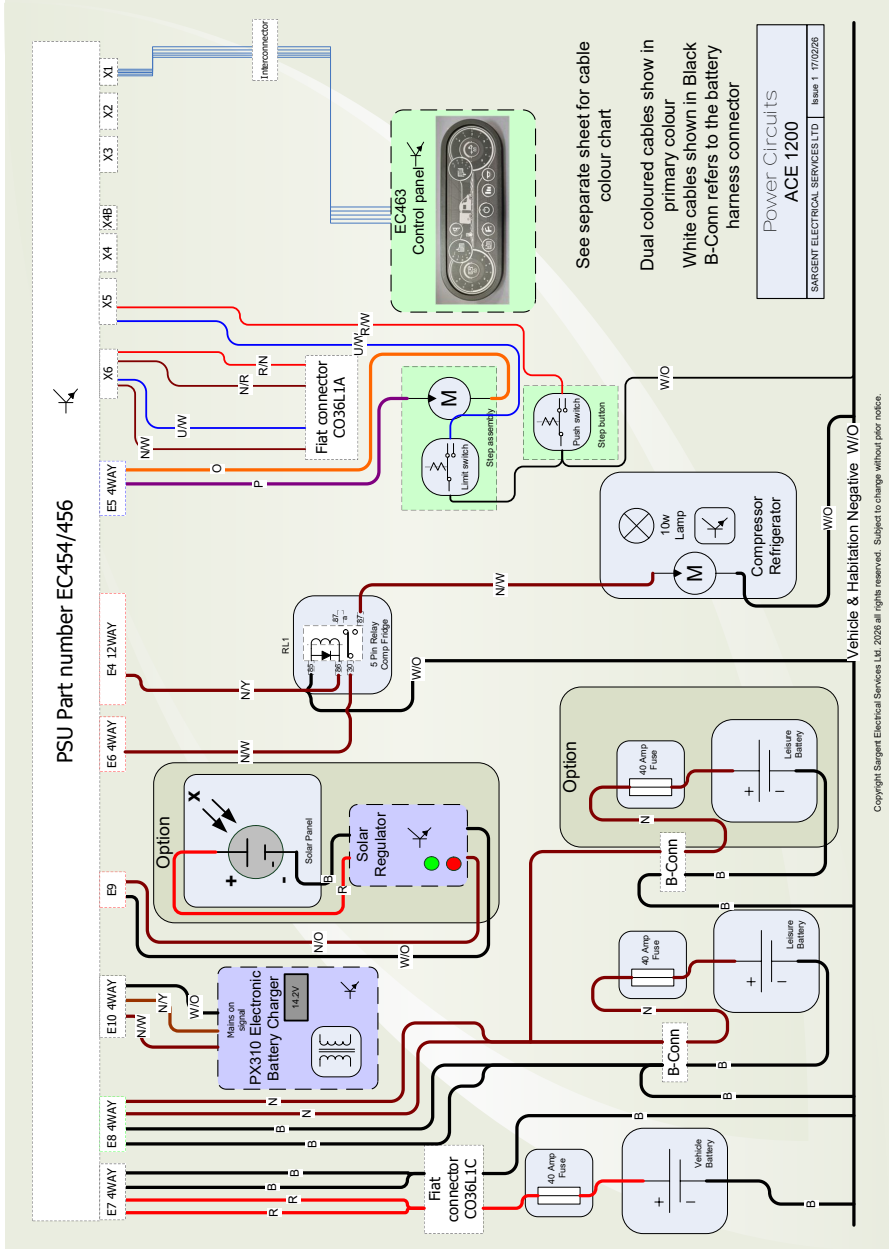 PSU Part number EC454/456
E7 4WAY
E8 4WAY
E10 4WAY
E9
E6 4WAY
E4 12WAY
E5 4WAY
X6
X5
X4
X4B
X3
X2
X1
R
R
B
B
B
B
N
N
N/W
N/Y
W/O
Mains on
signal
PX310 Electronic
Battery Charger
14.2V
N/O
W/O
Option
X
+
-
Solar Panel
B
R
Solar
Regulator
N/W
N/Y
RL1
85
86
30
87
a
87
5 Pin Relay
Comp Fridge
W/O
N/W
P
O
N/W
U/W
N/R
R/N
Fiat connector
CO36L1A
U/W
R/W
M
Limit switch
Step assembly
Push switch
Step button
W/O
Interconnector
EC463
Control panel
Fiat
connector
CO36L1C
40 Amp
Fuse
+
-
Vehicle
Battery
B
B
B-Conn
B
B
N
40 Amp
Fuse
+
-
Leisure
Battery
Option
B-Conn
B
B
N
40 Amp
Fuse
+
-
Leisure
Battery
M
10w
Lamp
Compressor
Refrigerator
W/O
Vehicle & Habitation Negative W/O
See separate sheet for cable
colour chart
Dual coloured cables show in
primary colour
White cables shown in Black
B-Conn refers to the battery
harness connector
Power Circuits
ACE 1200
SARGENT ELECTRICAL SERVICES LTD
Issue 1 17/02/26
Copyright Sargent Electrical Services Ltd. 2026 all rights reserved. Subject to change without prior notice.